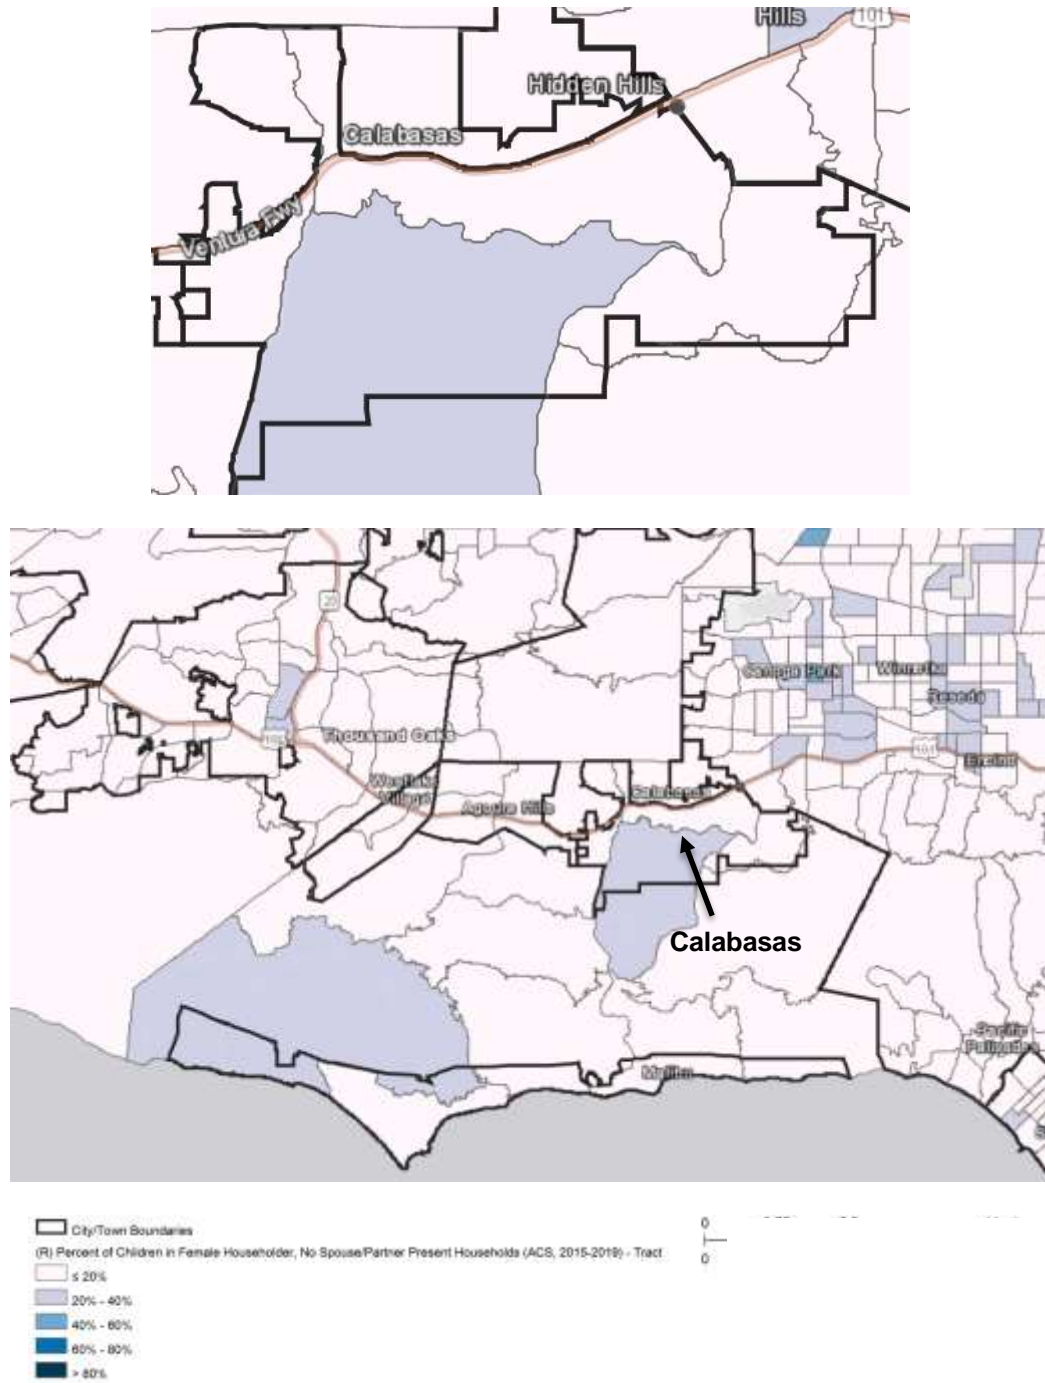 Hills
101
Hidden Hills
Calabasas
Ventura Fwy
23
Canoga Park
Winnetka
Reseda
101
Thousand Oaks
101
Encino
Westlake
Village
Calabasas
Agoura Hills
Calabasas
Pacific
Palisades
Malibu
S
City/Town Boundaries
(R) Percent of Children in Female Householder, No Spouse/Partner Present Households (ACS, 2015-2019) - Tract
≤ 20%
20% - 40%
40% - 60%
60% - 80%
> 80%
0
0